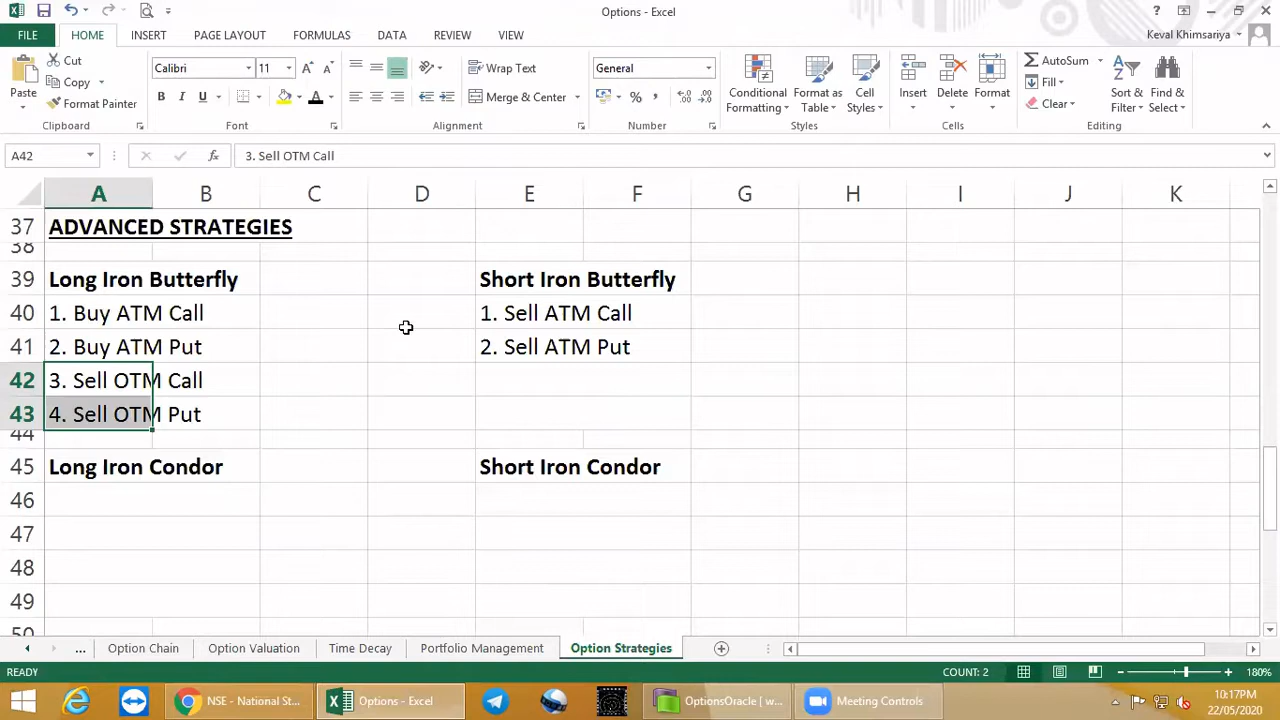 Options - Excel
FILE HOME INSERT PAGE LAYOUT FORMULAS DATA REVIEW VIEW Keval Khimsariya
Paste Cut Copy Format Painter
Clipboard
Calibri 11
B I U A
Font
Wrap Text
Merge & Center
Alignment
General
%
Number
Conditional Formatting
Format as Table
Cell Styles
Styles
Insert Delete Format
Cells
AutoSum
Fill
Clear
Sort & Filter
Find & Select
Editing
A42 fx 3. Sell OTM Call
A B C D E F G H I J K
37 ADVANCED STRATEGIES
38
39 Long Iron Butterfly Short Iron Butterfly
40 1. Buy ATM Call 1. Sell ATM Call
41 2. Buy ATM Put 2. Sell ATM Put
42 3. Sell OTM Call
43 4. Sell OTM Put
44
45 Long Iron Condor Short Iron Condor
46
47
48
49
50
... Option Chain Option Valuation Time Decay Portfolio Management Option Strategies
READY COUNT: 2 180%
NSE - National St... Options - Excel OptionsOracle [ w... Meeting Controls
10:17PM
22/05/2020